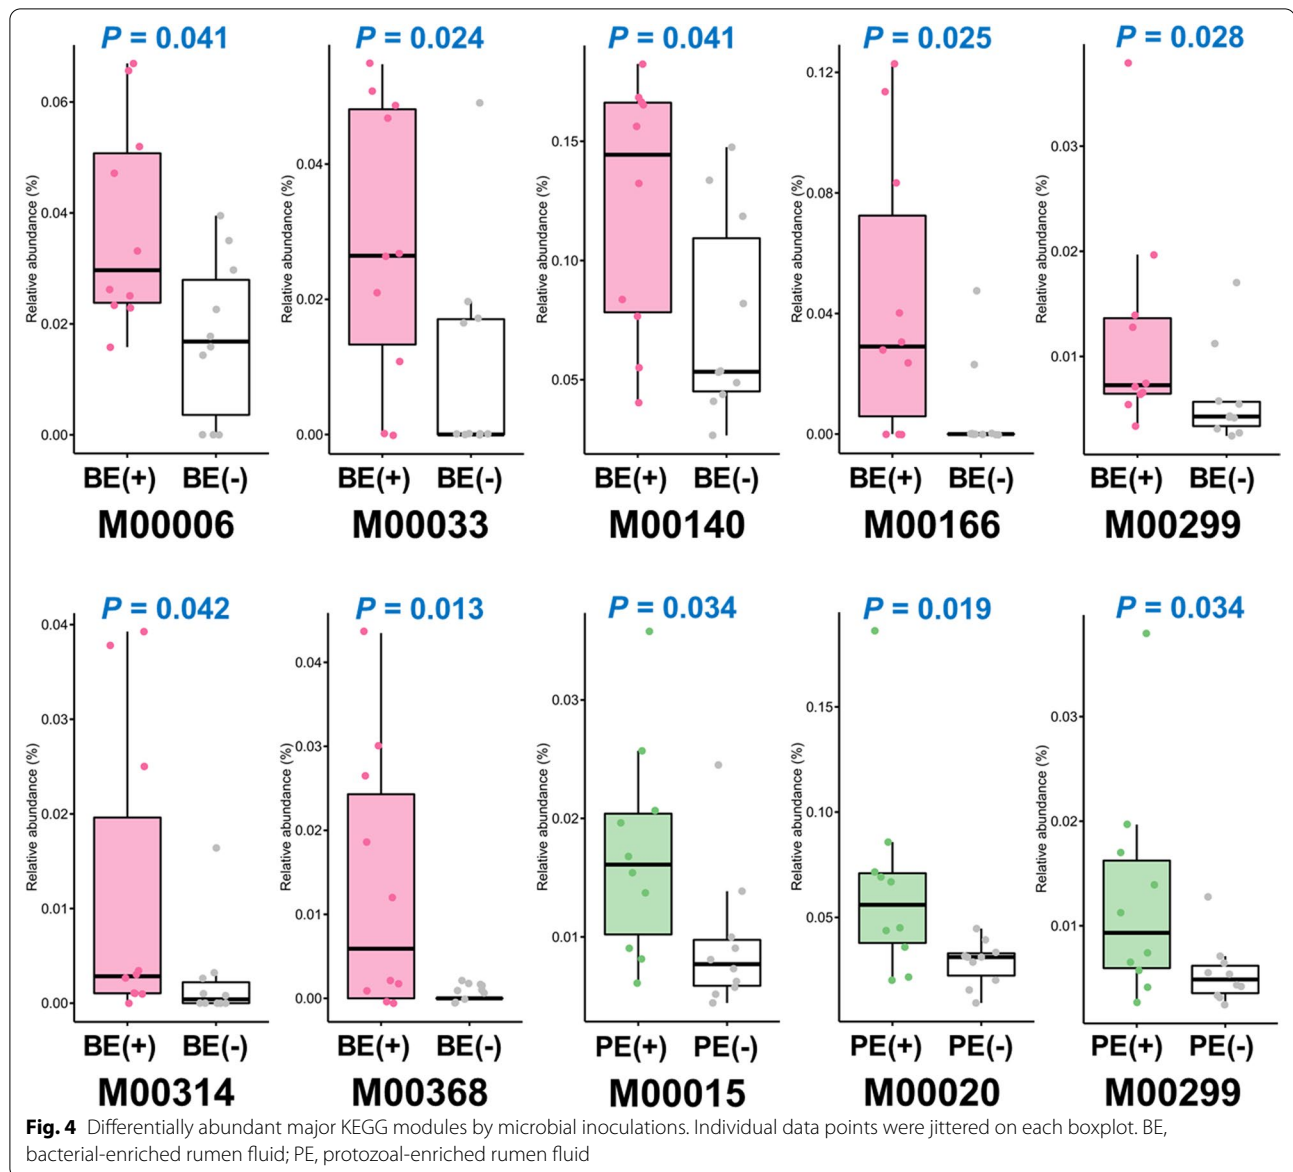 P = 0.041 P = 0.024 P = 0.041 P = 0.025 P = 0.028
Relative abundance (%) Relative abundance (%) Relative abundance (%) Relative abundance (%) Relative abundance (%)
0.06 0.04 0.02 0.00
0.04 0.02 0.00
0.15 0.10 0.05
0.12 0.08 0.04 0.00
0.03 0.02 0.01
BE(+) BE(-) BE(+) BE(-) BE(+) BE(-) BE(+) BE(-) BE(+) BE(-)
M00006 M00033 M00140 M00166 M00299
P = 0.042 P = 0.013 P = 0.034 P = 0.019 P = 0.034
Relative abundance (%) Relative abundance (%) Relative abundance (%) Relative abundance (%) Relative abundance (%)
0.04 0.03 0.02 0.01 0.00
0.04 0.03 0.02 0.01 0.00
0.03 0.02 0.01
0.15 0.10 0.05
0.03 0.02 0.01
BE(+) BE(-) BE(+) BE(-) PE(+) PE(-) PE(+) PE(-) PE(+) PE(-)
M00314 M00368 M00015 M00020 M00299
Fig. 4 Differentially abundant major KEGG modules by microbial inoculations. Individual data points were jittered on each boxplot. BE,
bacterial-enriched rumen fluid; PE, protozoal-enriched rumen fluid